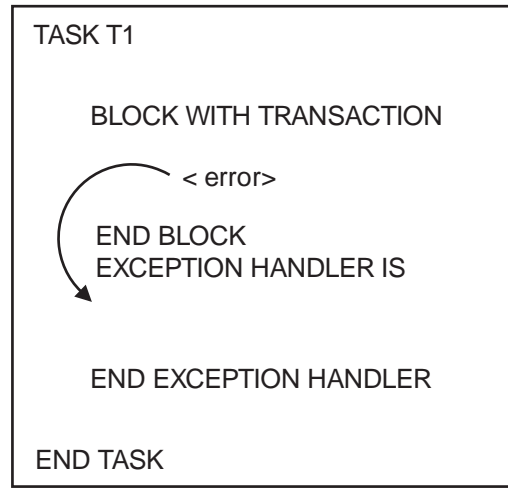 TASK T1
BLOCK WITH TRANSACTION
< error>
END BLOCK
EXCEPTION HANDLER IS
END EXCEPTION HANDLER
END TASK